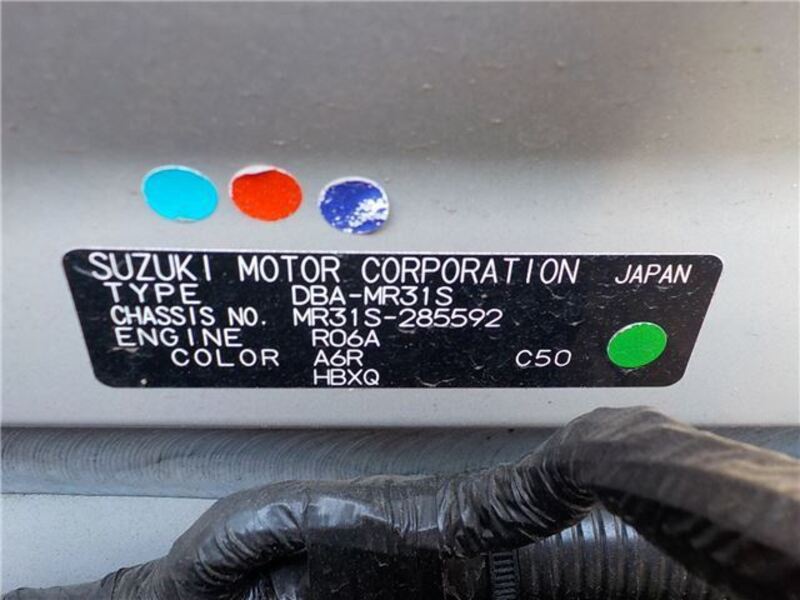 SUZUKI MOTOR CORPORATION JAPAN
TYPE DBA-MR31S
CHASSIS NO. MR31S-285592
ENGINE R06A
COLOR A6R C50
HBXQ